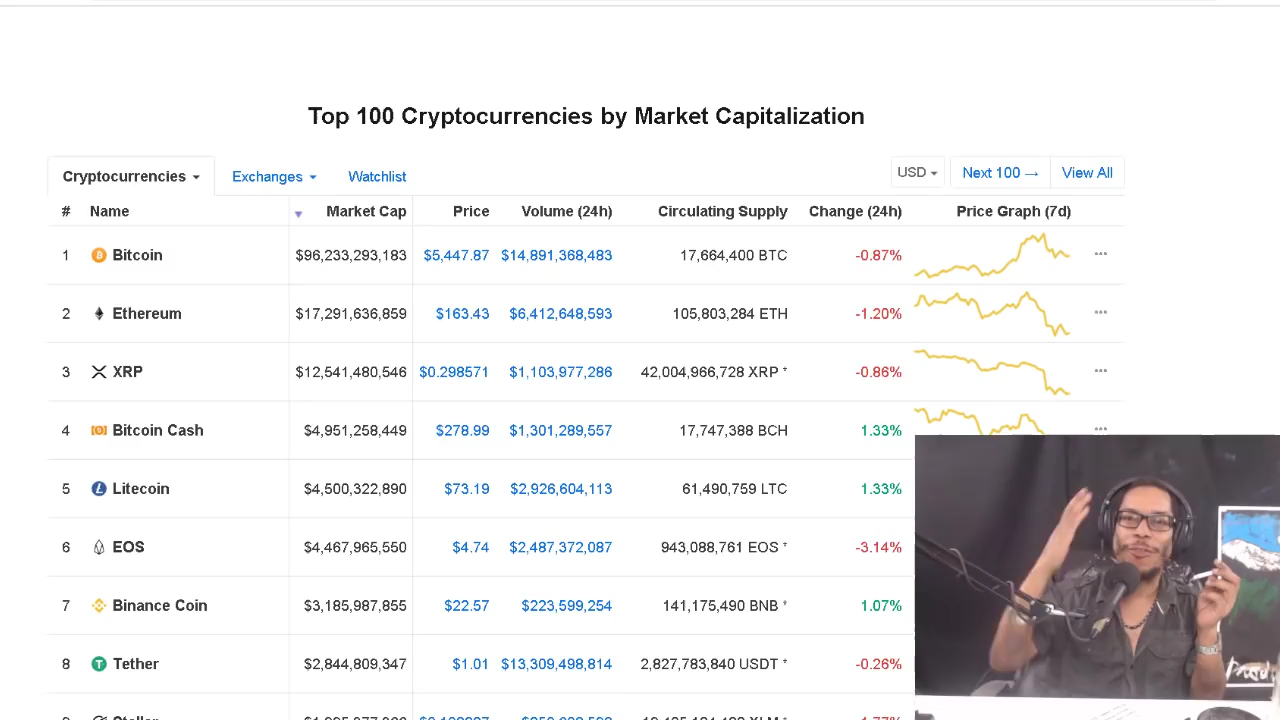 Top 100 Cryptocurrencies by Market Capitalization
Cryptocurrencies Exchanges Watchlist USD Next 100 → View All
# Name Market Cap Price Volume (24h) Circulating Supply Change (24h) Price Graph (7d)
1 Bitcoin $96,233,293,183 $5,447.87 $14,891,368,483 17,664,400 BTC -0.87%
2 Ethereum $17,291,636,859 $163.43 $6,412,648,593 105,803,284 ETH -1.20%
3 XRP $12,541,480,546 $0.298571 $1,103,977,286 42,004,966,728 XRP * -0.86%
4 Bitcoin Cash $4,951,258,449 $278.99 $1,301,289,557 17,747,388 BCH 1.33%
5 Litecoin $4,500,322,890 $73.19 $2,926,604,113 61,490,759 LTC 1.33%
6 EOS $4,467,965,550 $4.74 $2,487,372,087 943,088,761 EOS * -3.14%
7 Binance Coin $3,185,987,855 $22.57 $223,599,254 141,175,490 BNB * 1.07%
8 Tether $2,844,809,347 $1.01 $13,309,498,814 2,827,783,840 USDT * -0.26%